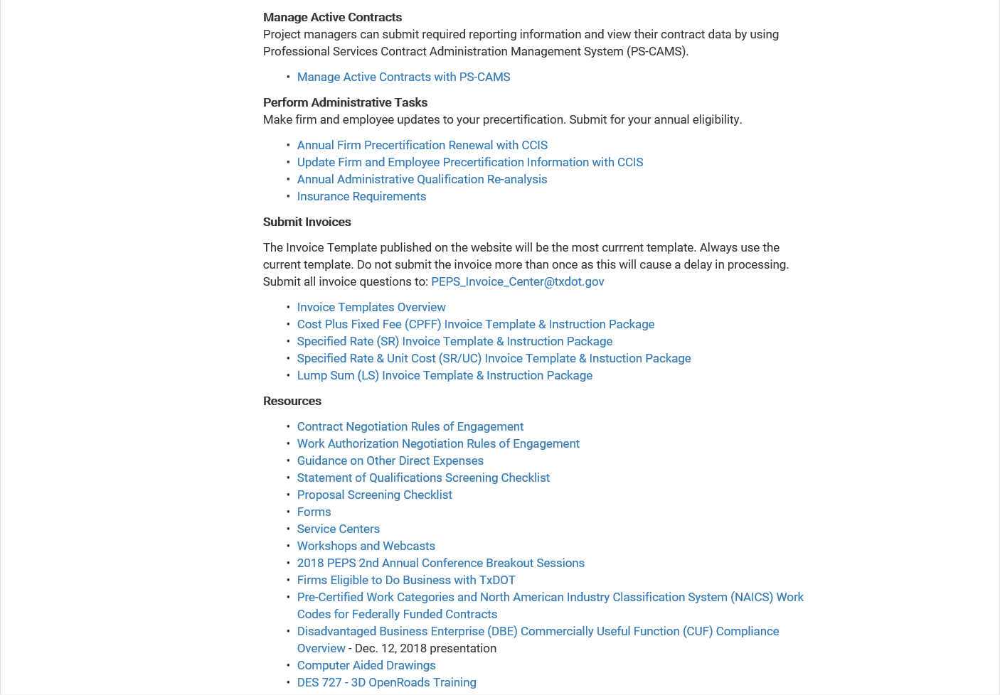 Manage Active Contracts
Project managers can submit required reporting information and view their contract data by using
Professional Services Contract Administration Management System (PS-CAMS).
• Manage Active Contracts with PS-CAMS
Perform Administrative Tasks
Make firm and employee updates to your precertification. Submit for your annual eligibility.
• Annual Firm Precertification Renewal with CCIS
• Update Firm and Employee Precertification Information with CCIS
• Annual Administrative Qualification Re-analysis
• Insurance Requirements
Submit Invoices
The Invoice Template published on the website will be the most currrent template. Always use the
current template. Do not submit the invoice more than once as this will cause a delay in processing.
Submit all invoice questions to: PEPS_Invoice_Center@txdot.gov
• Invoice Templates Overview
• Cost Plus Fixed Fee (CPFF) Invoice Template & Instruction Package
• Specified Rate (SR) Invoice Template & Instruction Package
• Specified Rate & Unit Cost (SR/UC) Invoice Template & Instuction Package
• Lump Sum (LS) Invoice Template & Instruction Package
Resources
• Contract Negotiation Rules of Engagement
• Work Authorization Negotiation Rules of Engagement
• Guidance on Other Direct Expenses
• Statement of Qualifications Screening Checklist
• Proposal Screening Checklist
• Forms
• Service Centers
• Workshops and Webcasts
• 2018 PEPS 2nd Annual Conference Breakout Sessions
• Firms Eligible to Do Business with TxDOT
• Pre-Certified Work Categories and North American Industry Classification System (NAICS) Work
Codes for Federally Funded Contracts
• Disadvantaged Business Enterprise (DBE) Commercially Useful Function (CUF) Compliance
Overview - Dec. 12, 2018 presentation
• Computer Aided Drawings
• DES 727 - 3D OpenRoads Training